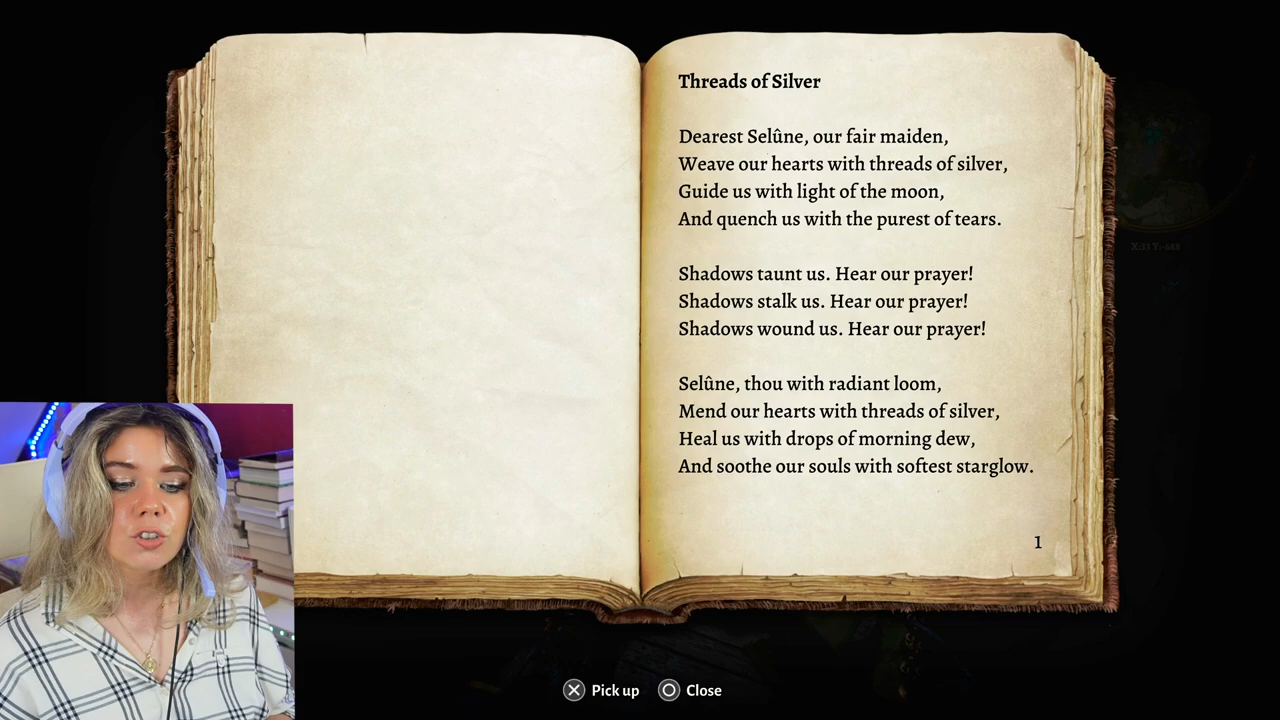 Threads of Silver
Dearest Selûne, our fair maiden,
Weave our hearts with threads of silver,
Guide us with light of the moon,
And quench us with the purest of tears.
Shadows taunt us. Hear our prayer!
Shadows stalk us. Hear our prayer!
Shadows wound us. Hear our prayer!
Selûne, thou with radiant loom,
Mend our hearts with threads of silver,
Heal us with drops of morning dew,
And soothe our souls with softest starglow.
1
Pick up
Close